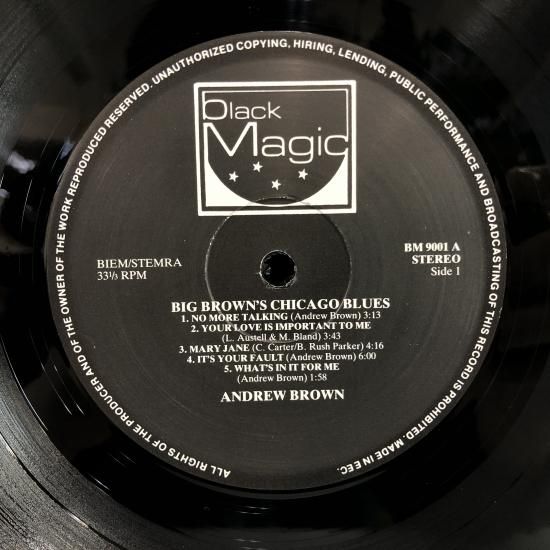 ALL RIGHTS OF THE PRODUCER AND OF THE OWNER OF THE WORK REPRODUCED RESERVED. UNAUTHORIZED COPYING, HIRING, LENDING, PUBLIC PERFORMANCE AND BROADCASTING OF THIS RECORD IS PROHIBITED. MADE IN EEC.
black
Magic
BIEM/STEMRA
33⅓ RPM
BM 9001 A
STEREO
Side 1
BIG BROWN'S CHICAGO BLUES
1. NO MORE TALKING (Andrew Brown) 3:13
2. YOUR LOVE IS IMPORTANT TO ME
(L. Austell & M. Bland) 3:43
3. MARY JANE (C. Carter/B. Rush Parker) 4:16
4. IT'S YOUR FAULT (Andrew Brown) 6:00
5. WHAT'S IN IT FOR ME
(Andrew Brown) 1:58
ANDREW BROWN